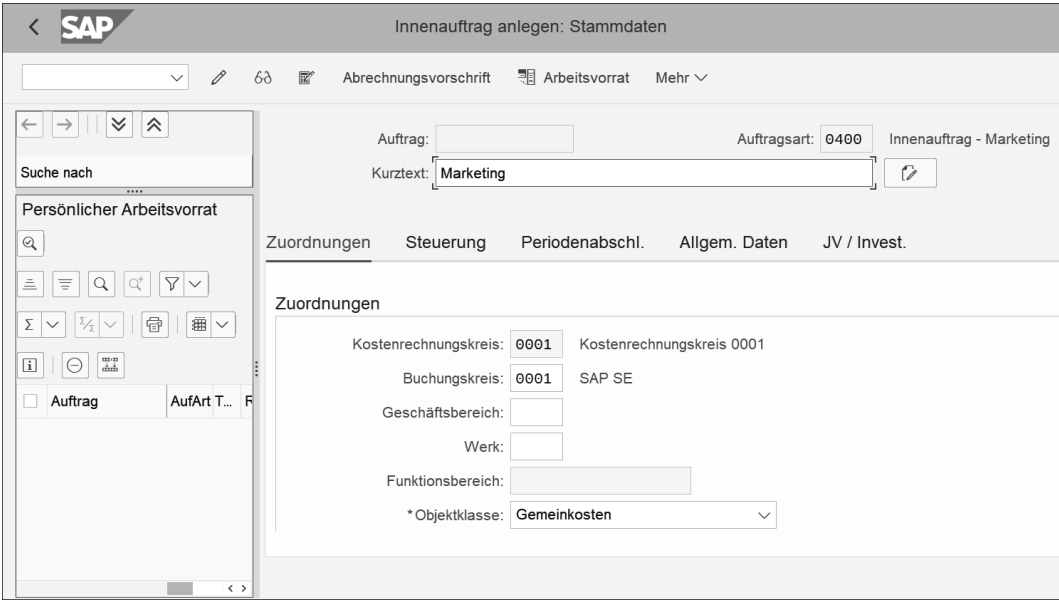 SAP
Innenauftrag anlegen: Stammdaten
Abrechnungsvorschrift
Arbeitsvorrat
Mehr
Auftrag:
Auftragsart: 0400 Innenauftrag - Marketing
Suche nach
Kurztext: Marketing
Persönlicher Arbeitsvorrat
Auftrag AufArt T... R
Zuordnungen Steuerung Periodenabschl. Allgem. Daten JV / Invest.
Zuordnungen
Kostenrechnungskreis: 0001 Kostenrechnungskreis 0001
Buchungskreis: 0001 SAP SE
Geschäftsbereich:
Werk:
Funktionsbereich:
*Objektklasse: Gemeinkosten